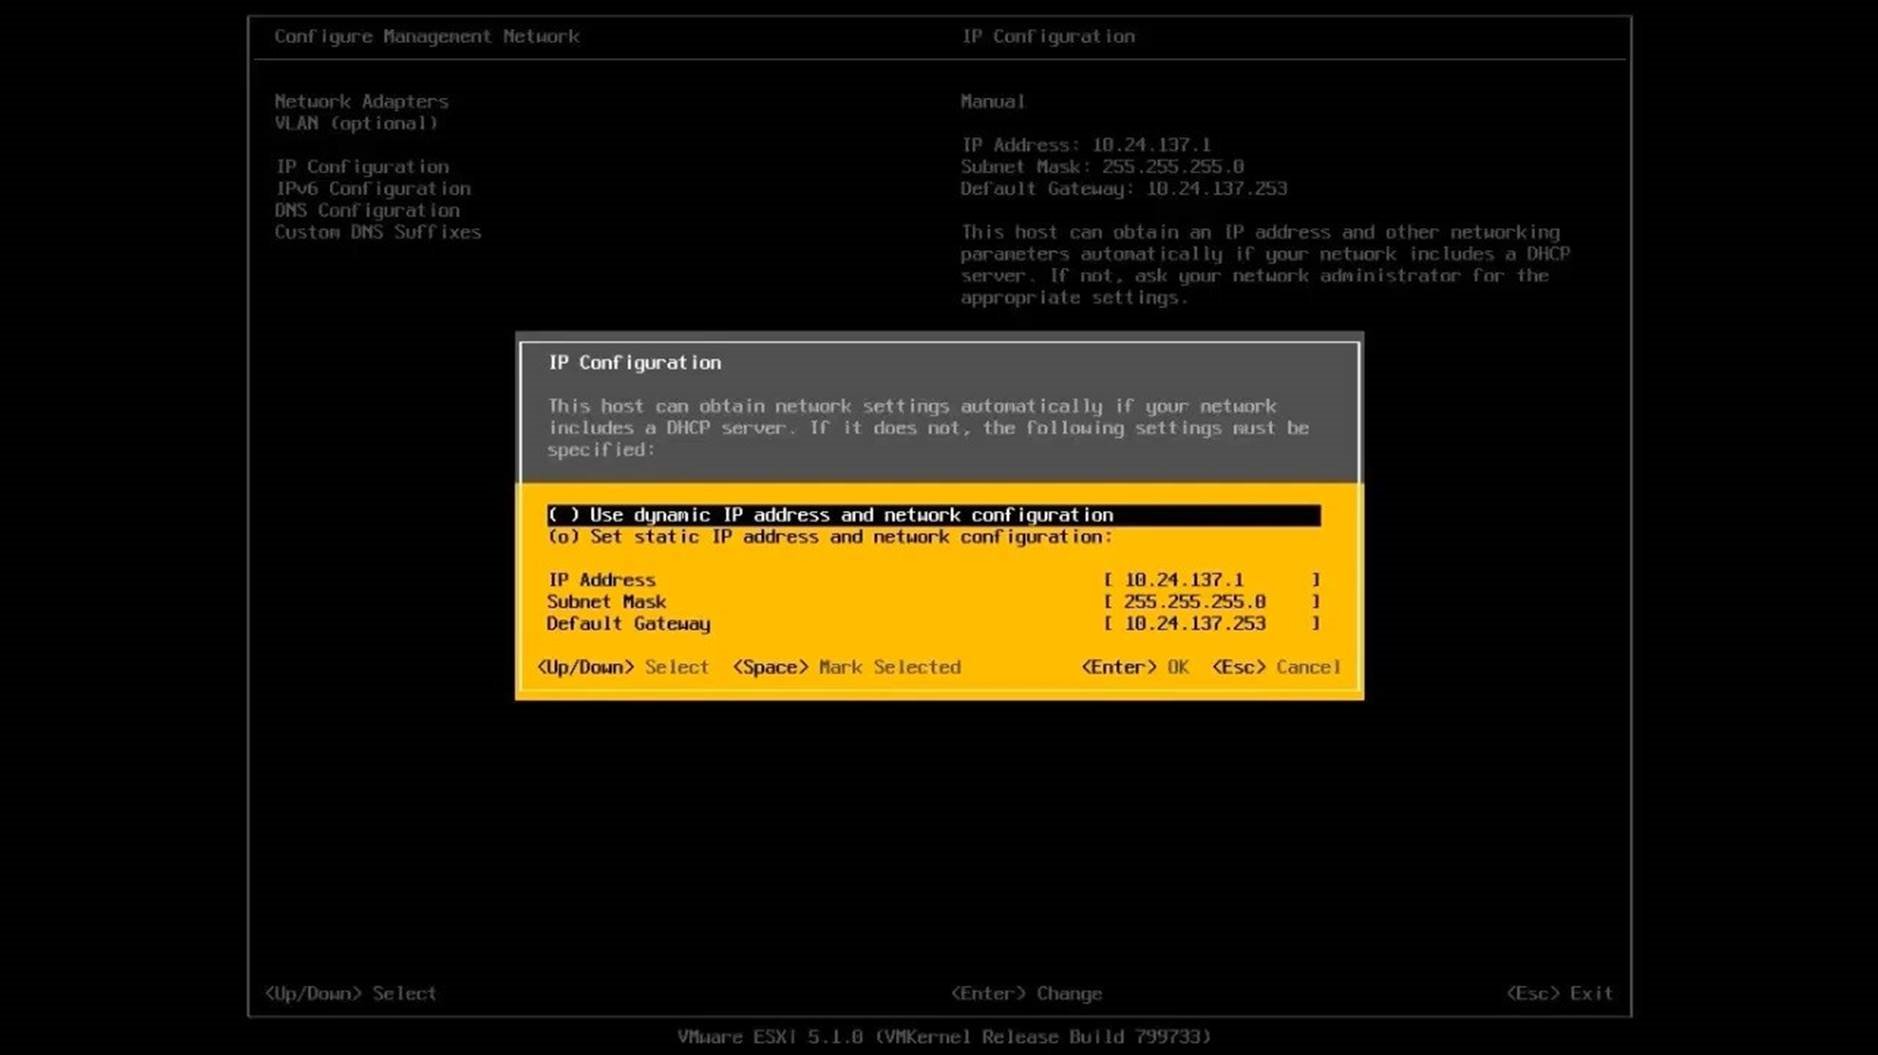 Configure Management Network
IP Configuration
Network Adapters
VLAN (optional)
IP Configuration
IPv6 Configuration
DNS Configuration
Custom DNS Suffixes
Manual
IP Address: 10.24.137.1
Subnet Mask: 255.255.255.0
Default Gateway: 10.24.137.253
This host can obtain an IP address and other networking
parameters automatically if your network includes a DHCP
server. If not, ask your network administrator for the
appropriate settings.
IP Configuration
This host can obtain network settings automatically if your network
includes a DHCP server. If it does not, the following settings must be
specified:
( ) Use dynamic IP address and network configuration
(o) Set static IP address and network configuration:
IP Address [ 10.24.137.1 ]
Subnet Mask [ 255.255.255.0 ]
Default Gateway [ 10.24.137.253 ]
<Up/Down> Select <Space> Mark Selected <Enter> OK <Esc> Cancel
<Up/Down> Select <Enter> Change <Esc> Exit
VMware ESXi 5.1.0 (VMKernel Release Build 799733)